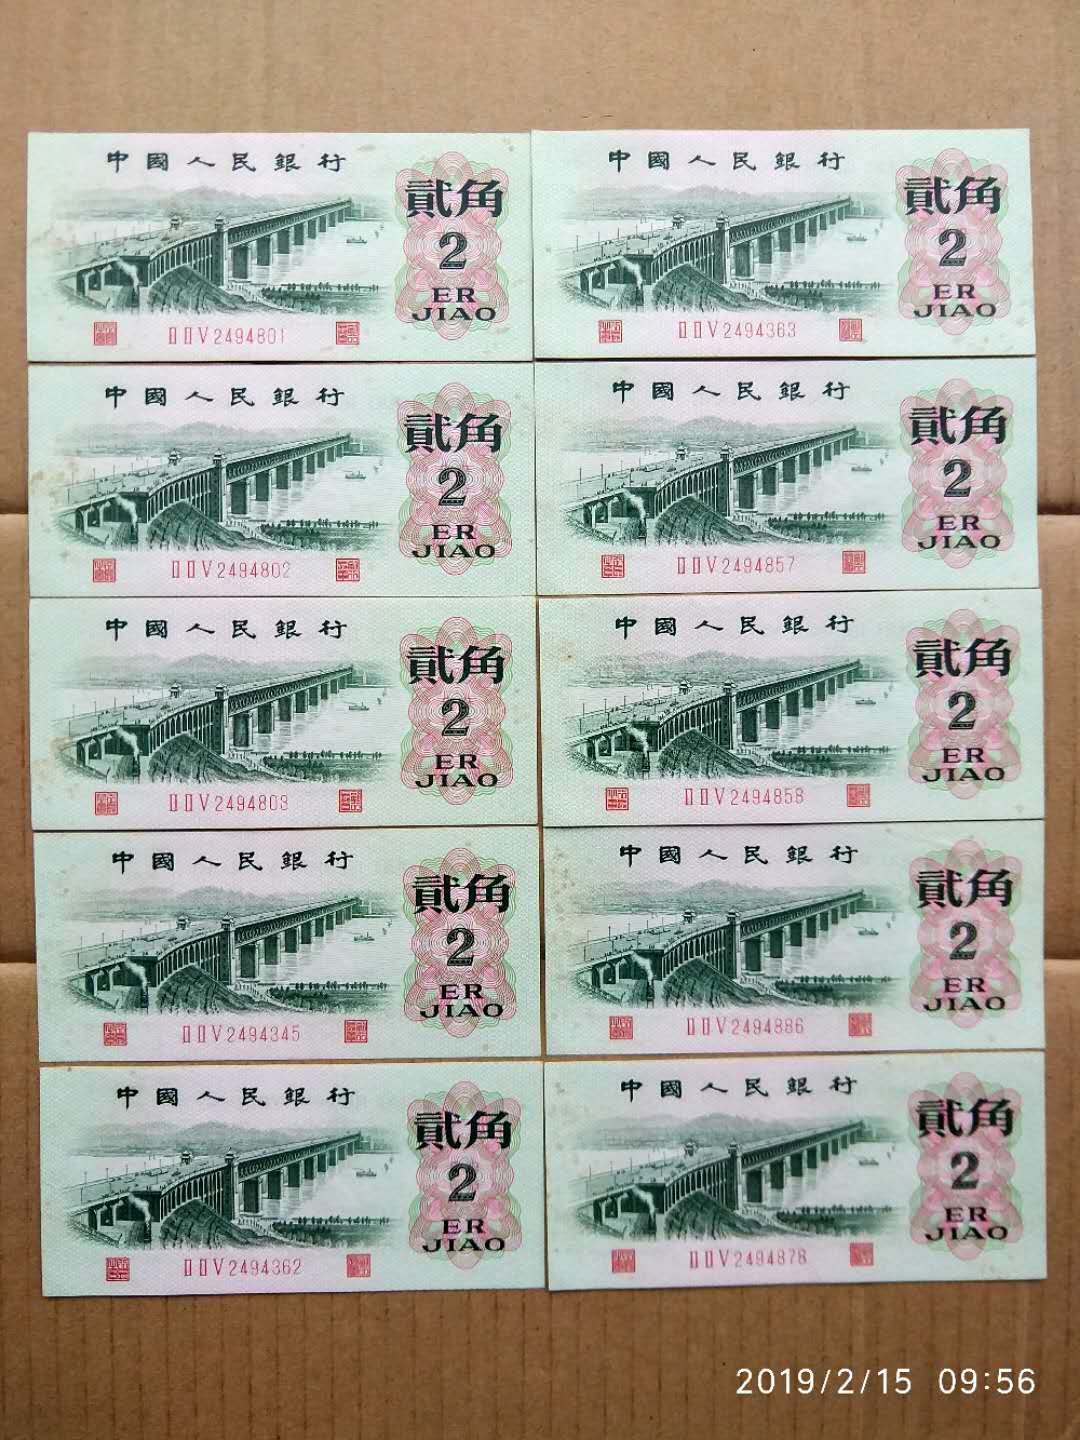 中國人民銀行
貳角
2
ER
JIAO
ⅡⅡⅤ2494801
中國人民銀行
貳角
2
ER
JIAO
ⅡⅡⅤ2494363
中國人民銀行
貳角
2
ER
JIAO
ⅡⅡⅤ2494802
中國人民銀行
貳角
2
ER
JIAO
ⅡⅡⅤ2494857
中國人民銀行
貳角
2
ER
JIAO
ⅡⅡⅤ2494803
中國人民銀行
貳角
2
ER
JIAO
ⅡⅡⅤ2494858
中國人民銀行
貳角
2
ER
JIAO
ⅡⅡⅤ2494345
中國人民銀行
貳角
2
ER
JIAO
ⅡⅡⅤ2494886
中國人民銀行
貳角
2
ER
JIAO
ⅡⅡⅤ2494362
中國人民銀行
貳角
2
ER
JIAO
ⅡⅡⅤ2494878
2019/2/15 09:56